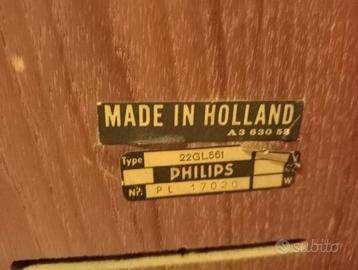 MADE IN HOLLAND
A3 630 58
Type 22GL561 V
PHILIPS
Nr. PL 17020 W
subito